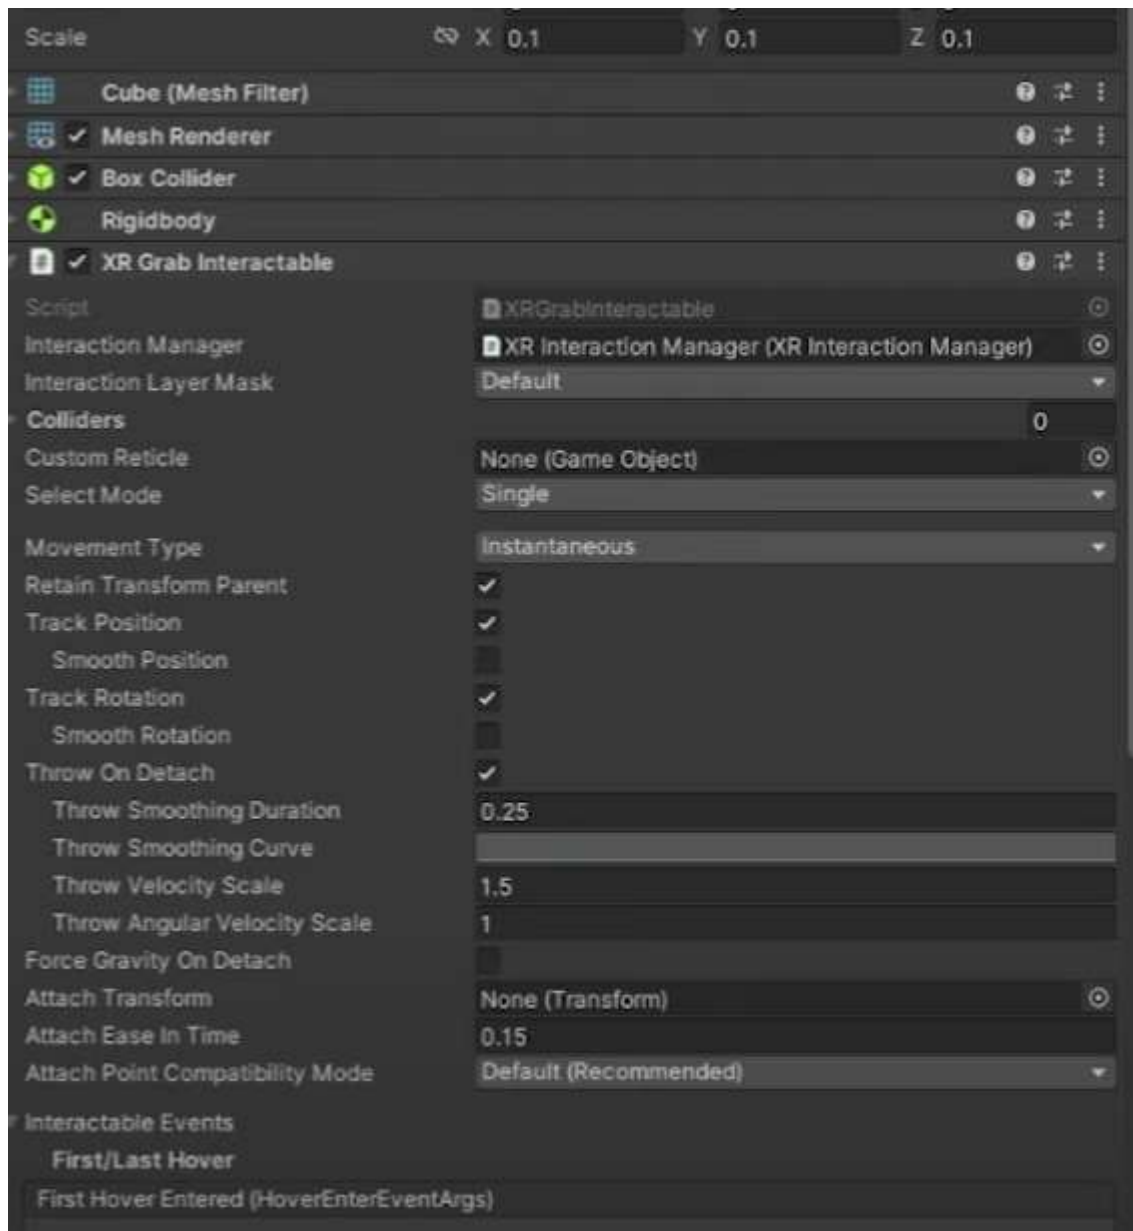 Scale X 0.1 Y 0.1 Z 0.1
Cube (Mesh Filter)
Mesh Renderer
Box Collider
Rigidbody
XR Grab Interactable
Script XRGrabInteractable
Interaction Manager XR Interaction Manager (XR Interaction Manager)
Interaction Layer Mask Default
Colliders 0
Custom Reticle None (Game Object)
Select Mode Single
Movement Type Instantaneous
Retain Transform Parent
Track Position
Smooth Position
Track Rotation
Smooth Rotation
Throw On Detach
Throw Smoothing Duration 0.25
Throw Smoothing Curve
Throw Velocity Scale 1.5
Throw Angular Velocity Scale 1
Force Gravity On Detach
Attach Transform None (Transform)
Attach Ease In Time 0.15
Attach Point Compatibility Mode Default (Recommended)
Interactable Events
First/Last Hover
First Hover Entered (HoverEnterEventArgs)